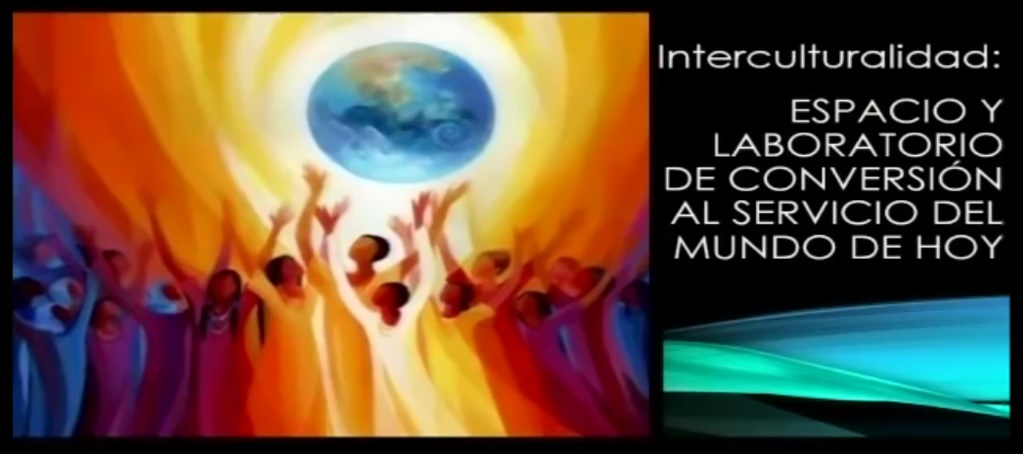 Interculturalidad:
ESPACIO Y
LABORATORIO
DE CONVERSIÓN
AL SERVICIO DEL
MUNDO DE HOY